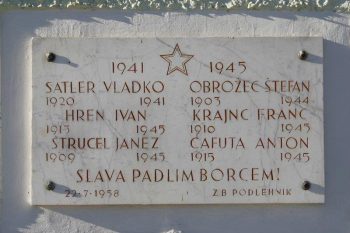 1941 1945
SATLER VLADKO OBROŽEC ŠTEFAN
1920 1941 1903 1944
HREN IVAN KRAJNC FRANC
1913 1945 1910 1945
STRUCEL JANEZ ČAFUTA ANTON
1909 1945 1915 1945
SLAVA PADLIM BORCEM!
22-7-1958 ZB PODLEHNIK